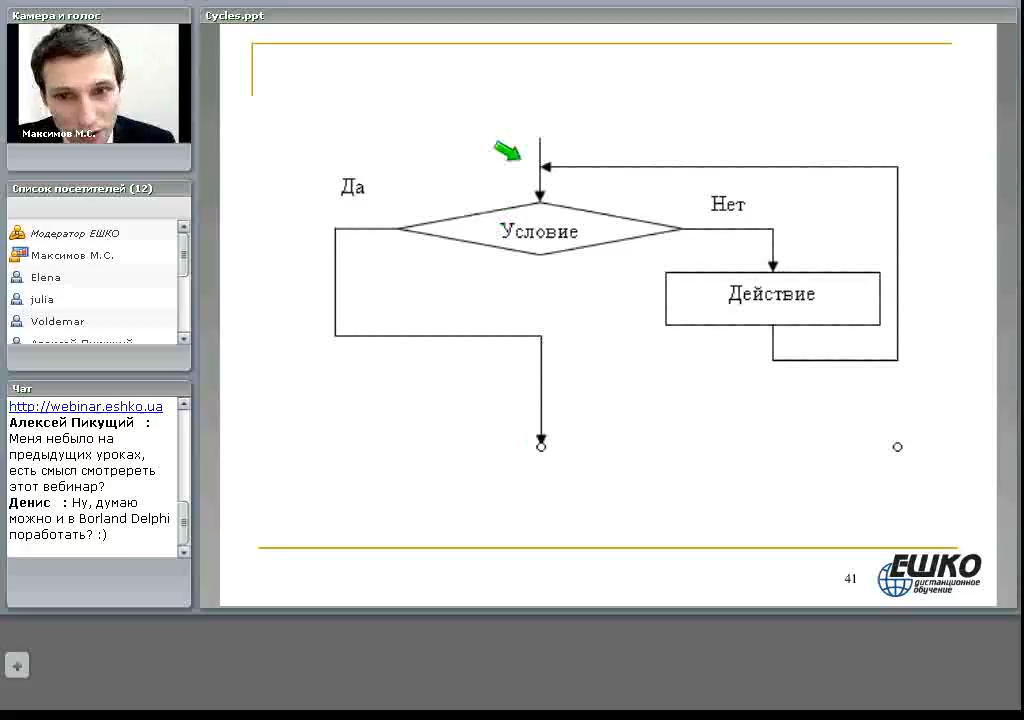 Камера и голос
Максимов М.С.
Список посетителей (12)
Модератор ЕШКО
Максимов М.С.
Elena
julia
Voldemar
Чат
http://webinar.eshko.ua
Алексей Пикущий :
Меня небыло на
предыдущих уроках,
есть смысл смотререть
этот вебинар?
Денис : Ну, думаю
можно и в Borland Delphi
поработать? :)
Cycles.ppt
Да
Нет
Условие
Действие
41
ЕШКО
дистанционное
обучение